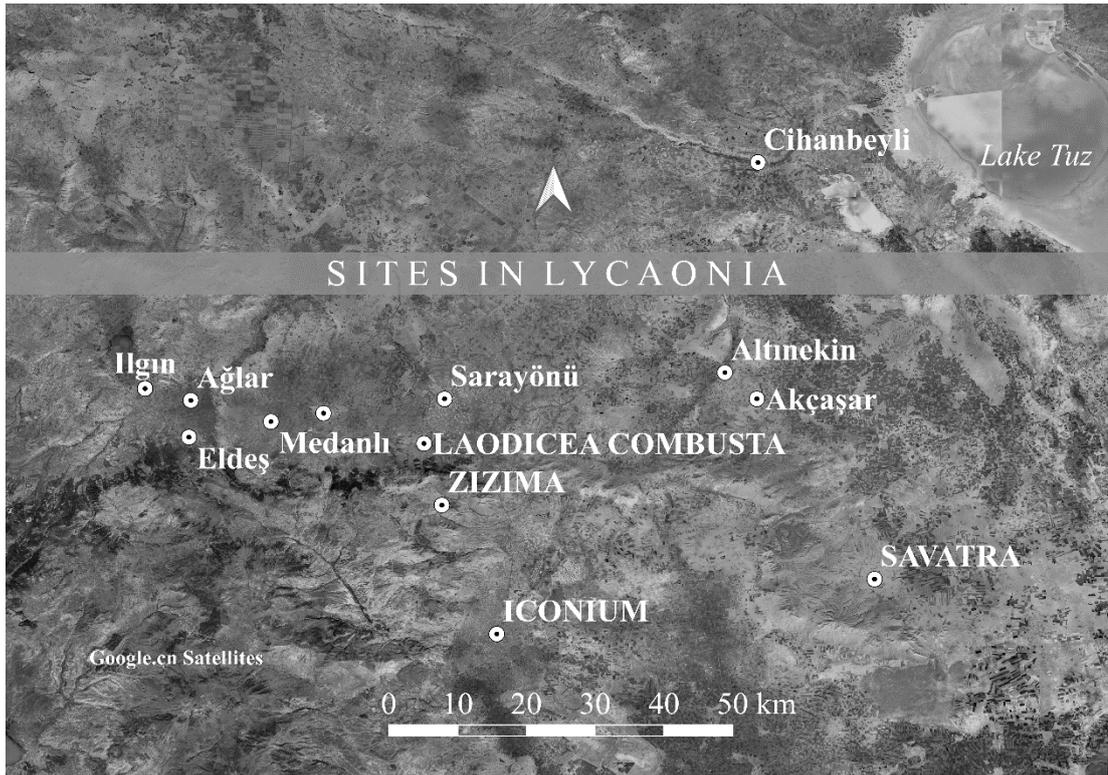 Cihanbeyli
Lake Tuz
SITES IN LYCAONIA
Ilgın
Ağlar
Sarayönü
Altınekin
Akçaşar
Eldeş
Medanlı
LAODICEA COMBUSTA
ZIZIMA
SAVATRA
ICONIUM
Google.cn Satellites
0 10 20 30 40 50 km